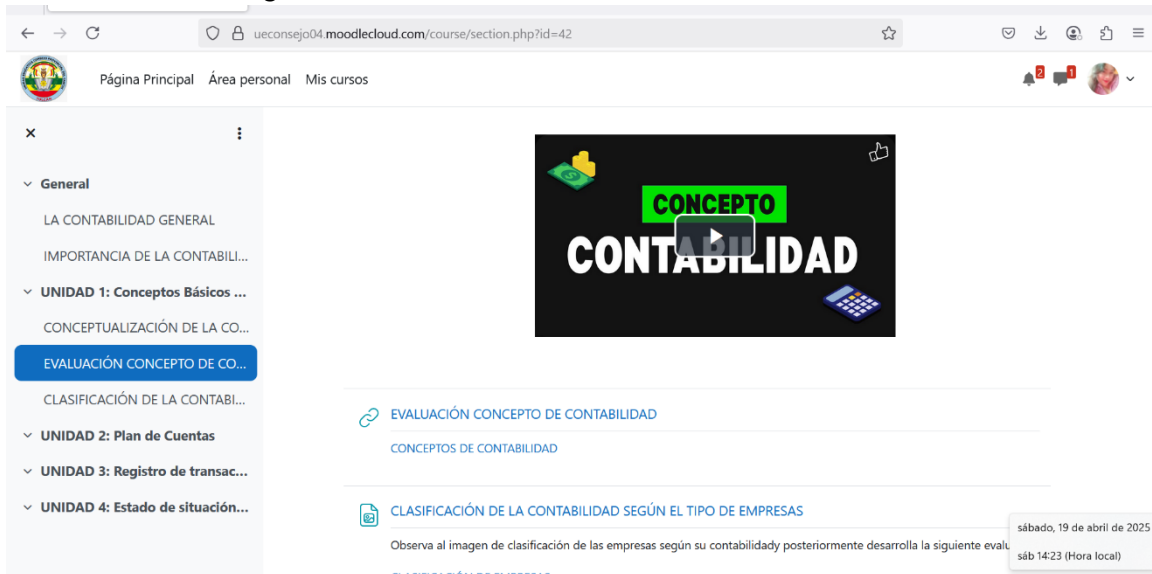 ueconsejo04.moodlecloud.com/course/section.php?id=42
Página Principal Área personal Mis cursos
2
1
General
LA CONTABILIDAD GENERAL
IMPORTANCIA DE LA CONTABILI...
UNIDAD 1: Conceptos Básicos ...
CONCEPTUALIZACIÓN DE LA CO...
EVALUACIÓN CONCEPTO DE CO...
CLASIFICACIÓN DE LA CONTABI...
UNIDAD 2: Plan de Cuentas
UNIDAD 3: Registro de transac...
UNIDAD 4: Estado de situación...
CONCEPTO
CONTABILIDAD
EVALUACIÓN CONCEPTO DE CONTABILIDAD
CONCEPTOS DE CONTABILIDAD
CLASIFICACIÓN DE LA CONTABILIDAD SEGÚN EL TIPO DE EMPRESAS
Observa al imagen de clasificación de las empresas según su contabilidady posteriormente desarrolla la siguiente evalu
sábado, 19 de abril de 2025
sáb 14:23 (Hora local)